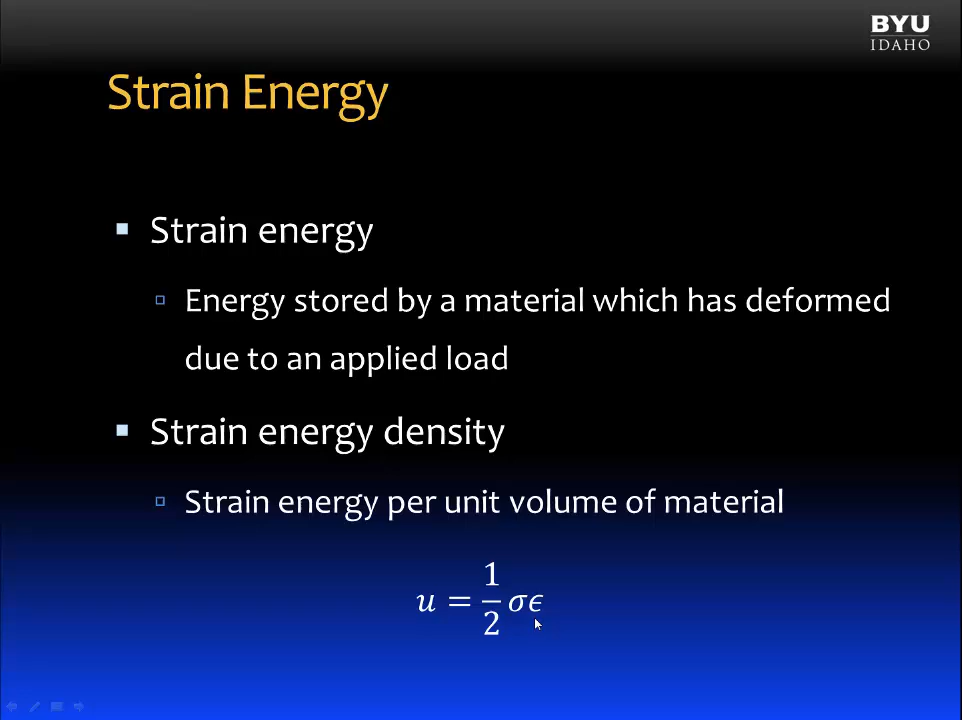 BYU
IDAHO
Strain Energy
▪ Strain energy
▫ Energy stored by a material which has deformed
due to an applied load
▪ Strain energy density
▫ Strain energy per unit volume of material
u = 1/2 σϵ